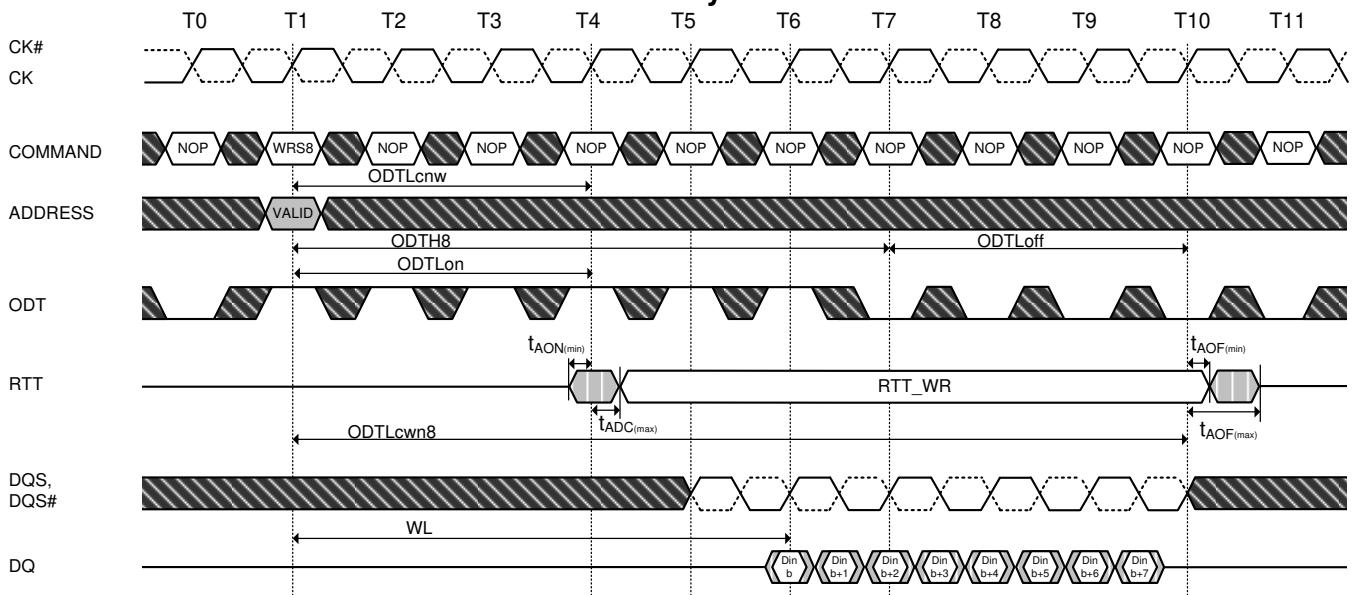 T0 T1 T2 T3 T4 T5 T6 T7 T8 T9 T10 T11
CK#
CK
COMMAND NOP WRS8 NOP NOP NOP NOP NOP NOP NOP NOP NOP NOP
ODTLcnw
ADDRESS VALID
ODTH8 ODTLoff
ODTLon
ODT
tAON(min) tAOF(min)
RTT RTT_WR
tADC(max) tAOF(max)
ODTLcwn8
DQS,
DQS#
WL
DQ Din b Din b+1 Din b+2 Din b+3 Din b+4 Din b+5 Din b+6 Din b+7